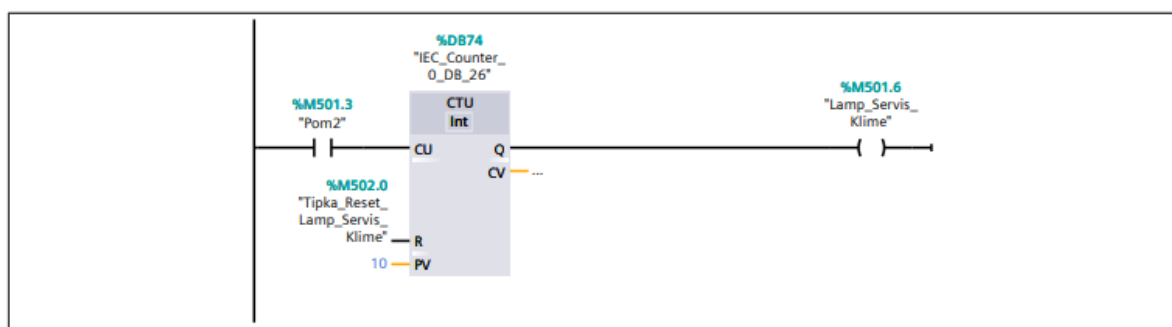 %DB74
"IEC_Counter_
0_DB_26"
%M501.3
"Pom2"
CTU
Int
%M501.6
"Lamp_Servis_
Klime"
CU
Q
CV
...
%M502.0
"Tipka_Reset_
Lamp_Servis_
Klime"
R
10
PV